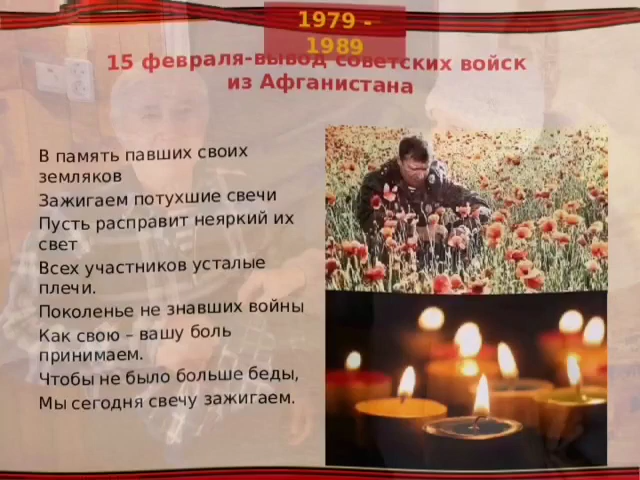 1979 -
1989
15 февраля-вывод советских войск
из Афганистана
В память павших своих
земляков
Зажигаем потухшие свечи
Пусть расправит неяркий их
свет
Всех участников усталые
плечи.
Поколенье не знавших войны
Как свою – вашу боль
принимаем.
Чтобы не было больше беды,
Мы сегодня свечу зажигаем.